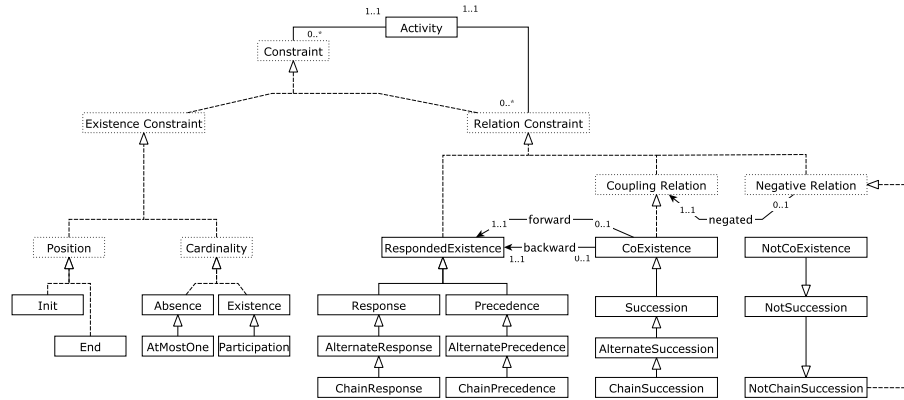 1..1
1..1
Activity
0..*
Constraint
0..*
Existence Constraint
Relation Constraint
Coupling Relation
Negative Relation
1..1
negated
0..1
1..1
forward
0..1
Position
Cardinality
RespondedExistence
backward
CoExistence
NotCoExistence
1..1
0..1
Init
Absence
Existence
Response
Precedence
Succession
NotSuccession
End
AtMostOne
Participation
AlternateResponse
AlternatePrecedence
AlternateSuccession
ChainResponse
ChainPrecedence
ChainSuccession
NotChainSuccession